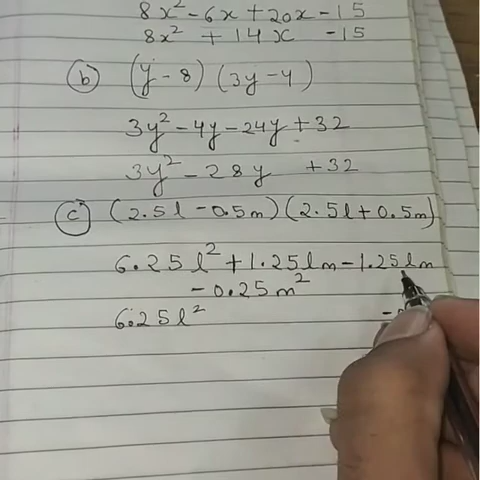 8x² - 6x + 20x - 15
8x² + 14x - 15
(b) (y - 8) (3y - 4)
3y² - 4y - 24y + 32
3y² - 28y + 32
(c) (2.5l - 0.5m) (2.5l + 0.5m)
6.25l² + 1.25lm - 1.25lm
- 0.25m²
6.25l² -